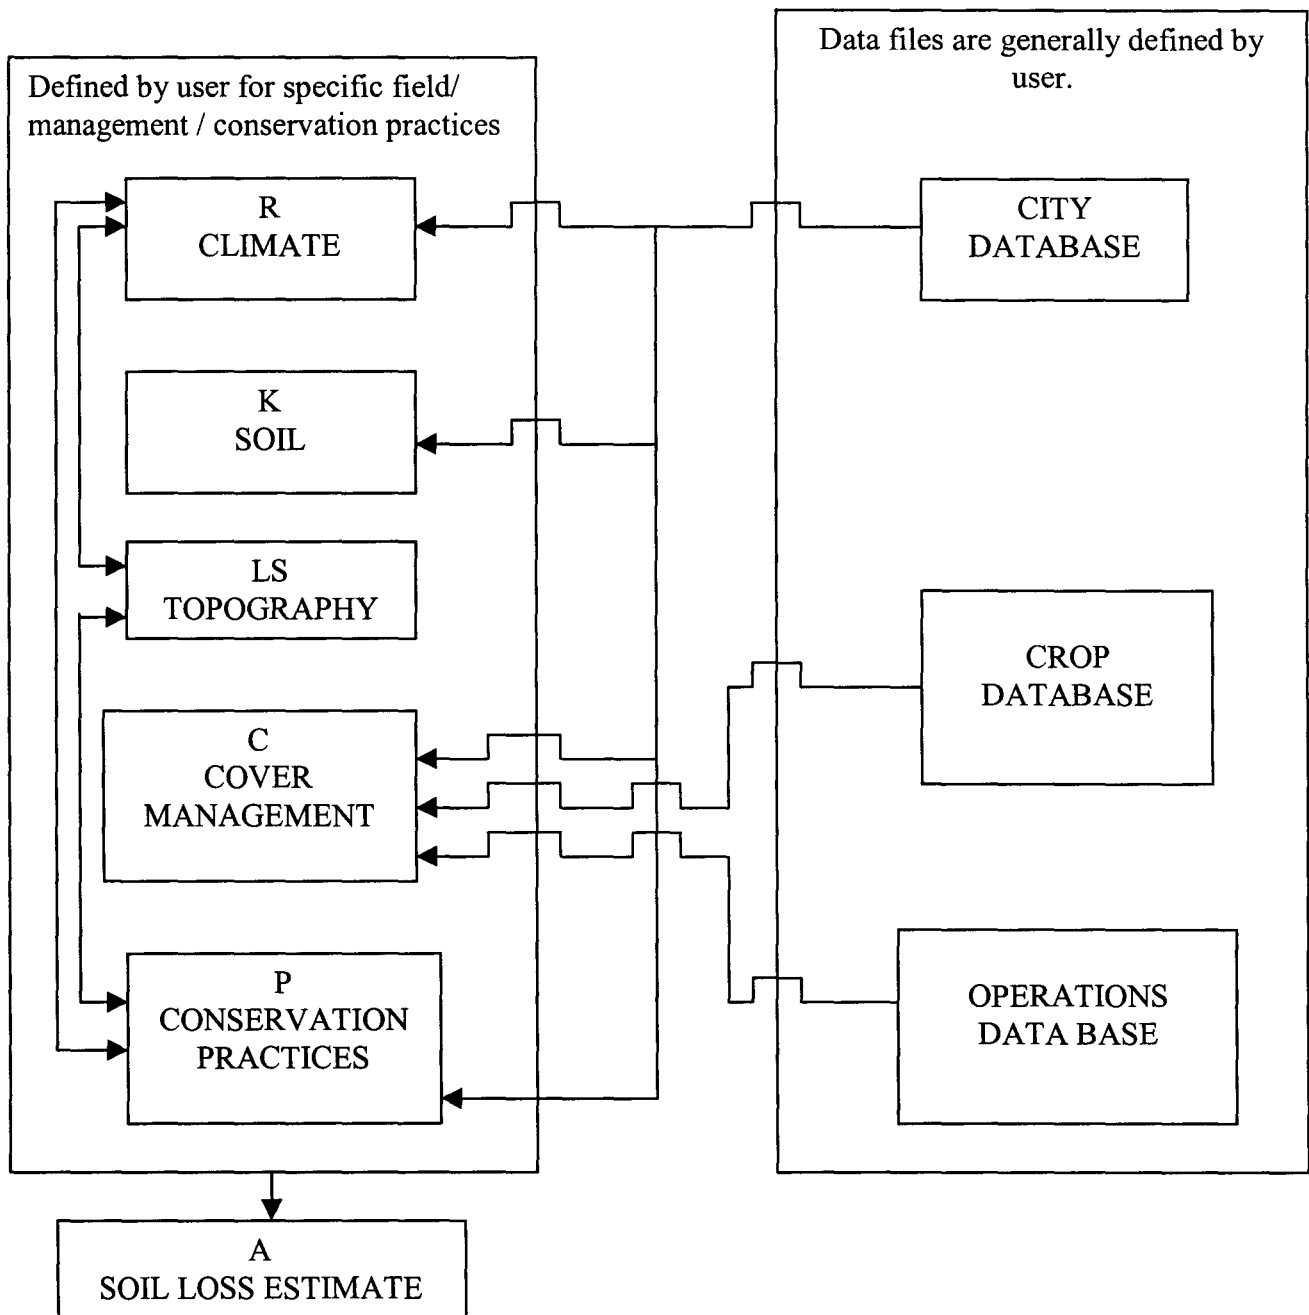 Defined by user for specific field/
management / conservation practices
R
CLIMATE
K
SOIL
LS
TOPOGRAPHY
C
COVER
MANAGEMENT
P
CONSERVATION
PRACTICES
A
SOIL LOSS ESTIMATE
Data files are generally defined by
user.
CITY
DATABASE
CROP
DATABASE
OPERATIONS
DATA BASE